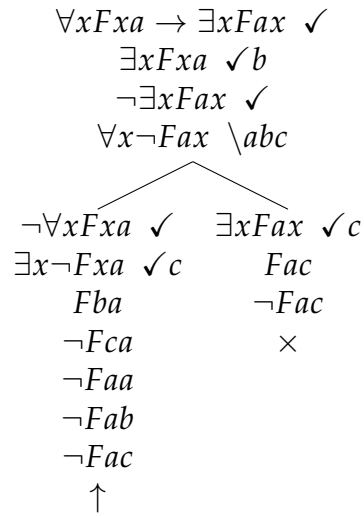 ∀xFxa → ∃xFax ✓
∃xFxa ✓b
¬∃xFax ✓
∀x¬Fax \abc
¬∀xFxa ✓ ∃xFax ✓c
∃x¬Fxa ✓c Fac
Fba ¬Fac
¬Fca ×
¬Faa
¬Fab
¬Fac
↑